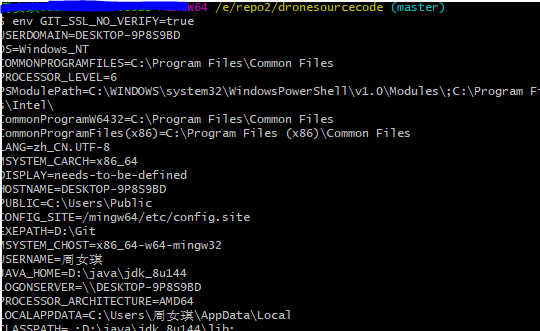 W64 /e/repo2/dronesourcecode (master)
$ env GIT_SSL_NO_VERIFY=true
USERDOMAIN=DESKTOP-9P8S9BD
OS=Windows_NT
COMMONPROGRAMFILES=C:\Program Files\Common Files
PROCESSOR_LEVEL=6
PSModulePath=C:\WINDOWS\system32\WindowsPowerShell\v1.0\Modules\;C:\Program F
s\Intel\
CommonProgramW6432=C:\Program Files\Common Files
CommonProgramFiles(x86)=C:\Program Files (x86)\Common Files
LANG=zh_CN.UTF-8
MSYSTEM_CARCH=x86_64
DISPLAY=needs-to-be-defined
HOSTNAME=DESKTOP-9P8S9BD
PUBLIC=C:\Users\Public
CONFIG_SITE=/mingw64/etc/config.site
EXEPATH=D:\Git
MSYSTEM_CHOST=x86_64-w64-mingw32
USERNAME=周女琪
JAVA_HOME=D:\java\jdk_8u144
LOGONSERVER=\\DESKTOP-9P8S9BD
PROCESSOR_ARCHITECTURE=AMD64
LOCALAPPDATA=C:\Users\周女琪\AppData\Local
CLASSPATH=.;D:\java\jdk_8u144\lib;